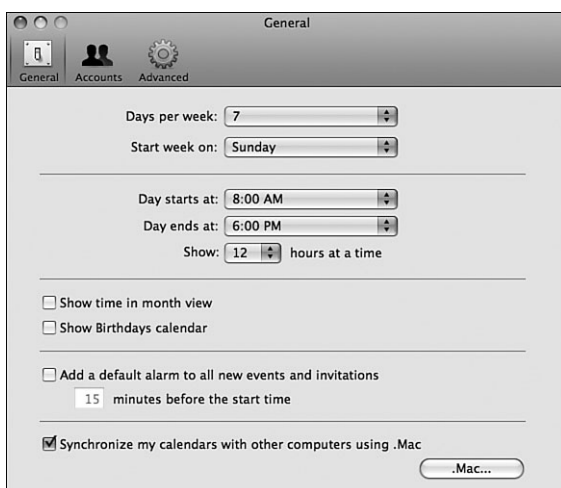 General
General Accounts Advanced
Days per week: 7
Start week on: Sunday
Day starts at: 8:00 AM
Day ends at: 6:00 PM
Show: 12 hours at a time
Show time in month view
Show Birthdays calendar
Add a default alarm to all new events and invitations
15 minutes before the start time
Synchronize my calendars with other computers using .Mac
.Mac...